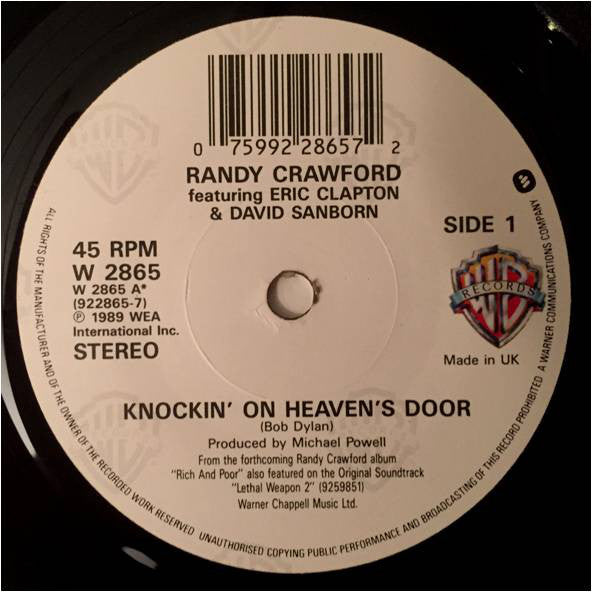 0 75992 28657 2
RANDY CRAWFORD
featuring ERIC CLAPTON
& DAVID SANBORN
SIDE 1
45 RPM
W 2865
W 2865 A*
(922865-7)
℗ 1989 WEA
International Inc.
STEREO
WB
RECORDS
Made in UK
KNOCKIN' ON HEAVEN'S DOOR
(Bob Dylan)
Produced by Michael Powell
From the forthcoming Randy Crawford album
"Rich And Poor" also featured on the Original Soundtrack
"Lethal Weapon 2" (9259851)
Warner Chappell Music Ltd.
ALL RIGHTS OF THE MANUFACTURER AND OF THE OWNER OF THE RECORDED WORK RESERVED UNAUTHORISED COPYING PUBLIC PERFORMANCE AND BROADCASTING OF THIS RECORD PROHIBITED A WARNER COMMUNICATIONS COMPANY